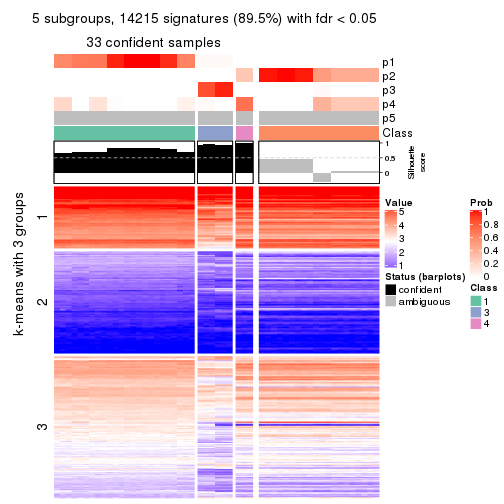 5 subgroups, 14215 signatures (89.5%) with fdr < 0.05
33 confident samples
p1
p2
p3
p4
p5
Class
1
0.5
0
Silhouette
score
k-means with 3 groups
1
2
3
Value
5
4
3
2
1
Status (barplots)
confident
ambiguous
Prob
1
0.8
0.6
0.4
0.2
0
Class
1
3
4